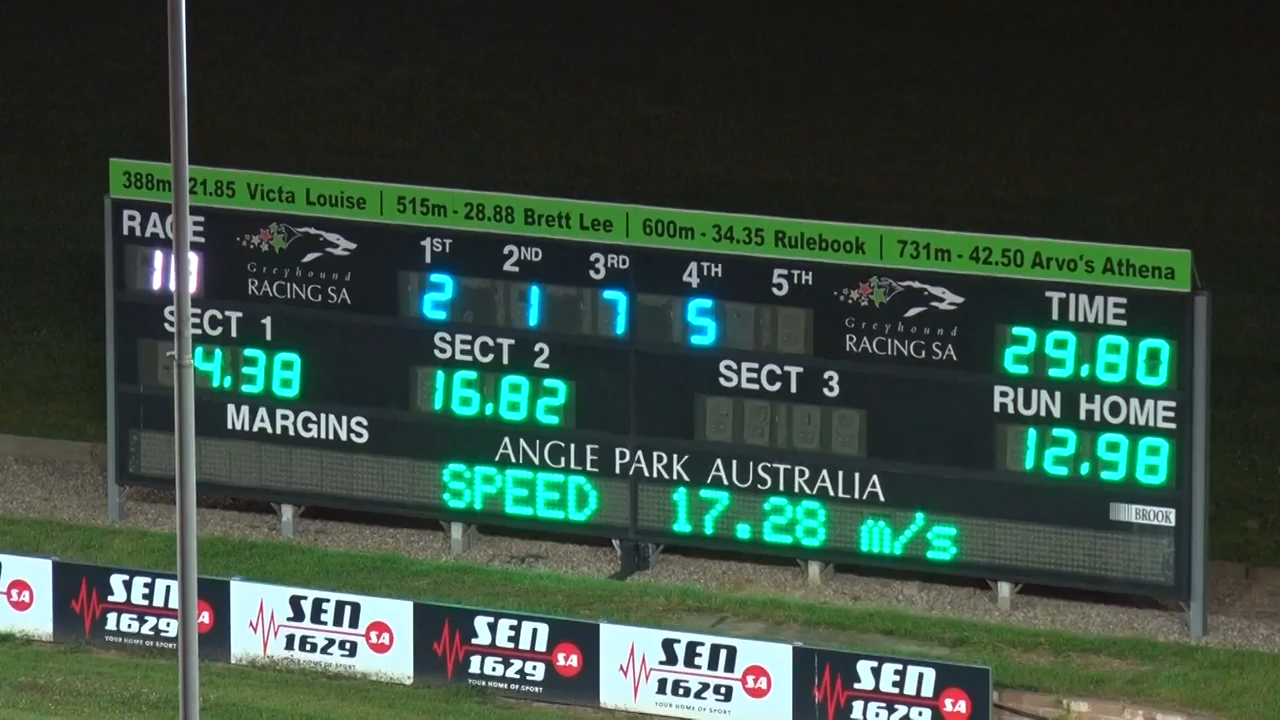 388m 21.85 Victa Louise | 515m - 28.88 Brett Lee | 600m - 34.35 Rulebook | 731m - 42.50 Arvo's Athena
RACE
Greyhound
RACING SA
1ST 2ND 3RD 4TH 5TH
2 1 7 5
Greyhound
RACING SA
TIME
29.80
SECT 1
4.38
SECT 2
16.82
SECT 3
RUN HOME
12.98
MARGINS
ANGLE PARK AUSTRALIA
SPEED 17.28 m/s
BROOK
SA
SEN
1629 SA
YOUR HOME OF SPORT
SEN
1629 SA
YOUR HOME OF SPORT
SEN
1629 SA
YOUR HOME OF SPORT
SEN
1629 SA
YOUR HOME OF SPORT
SEN
1629 SA